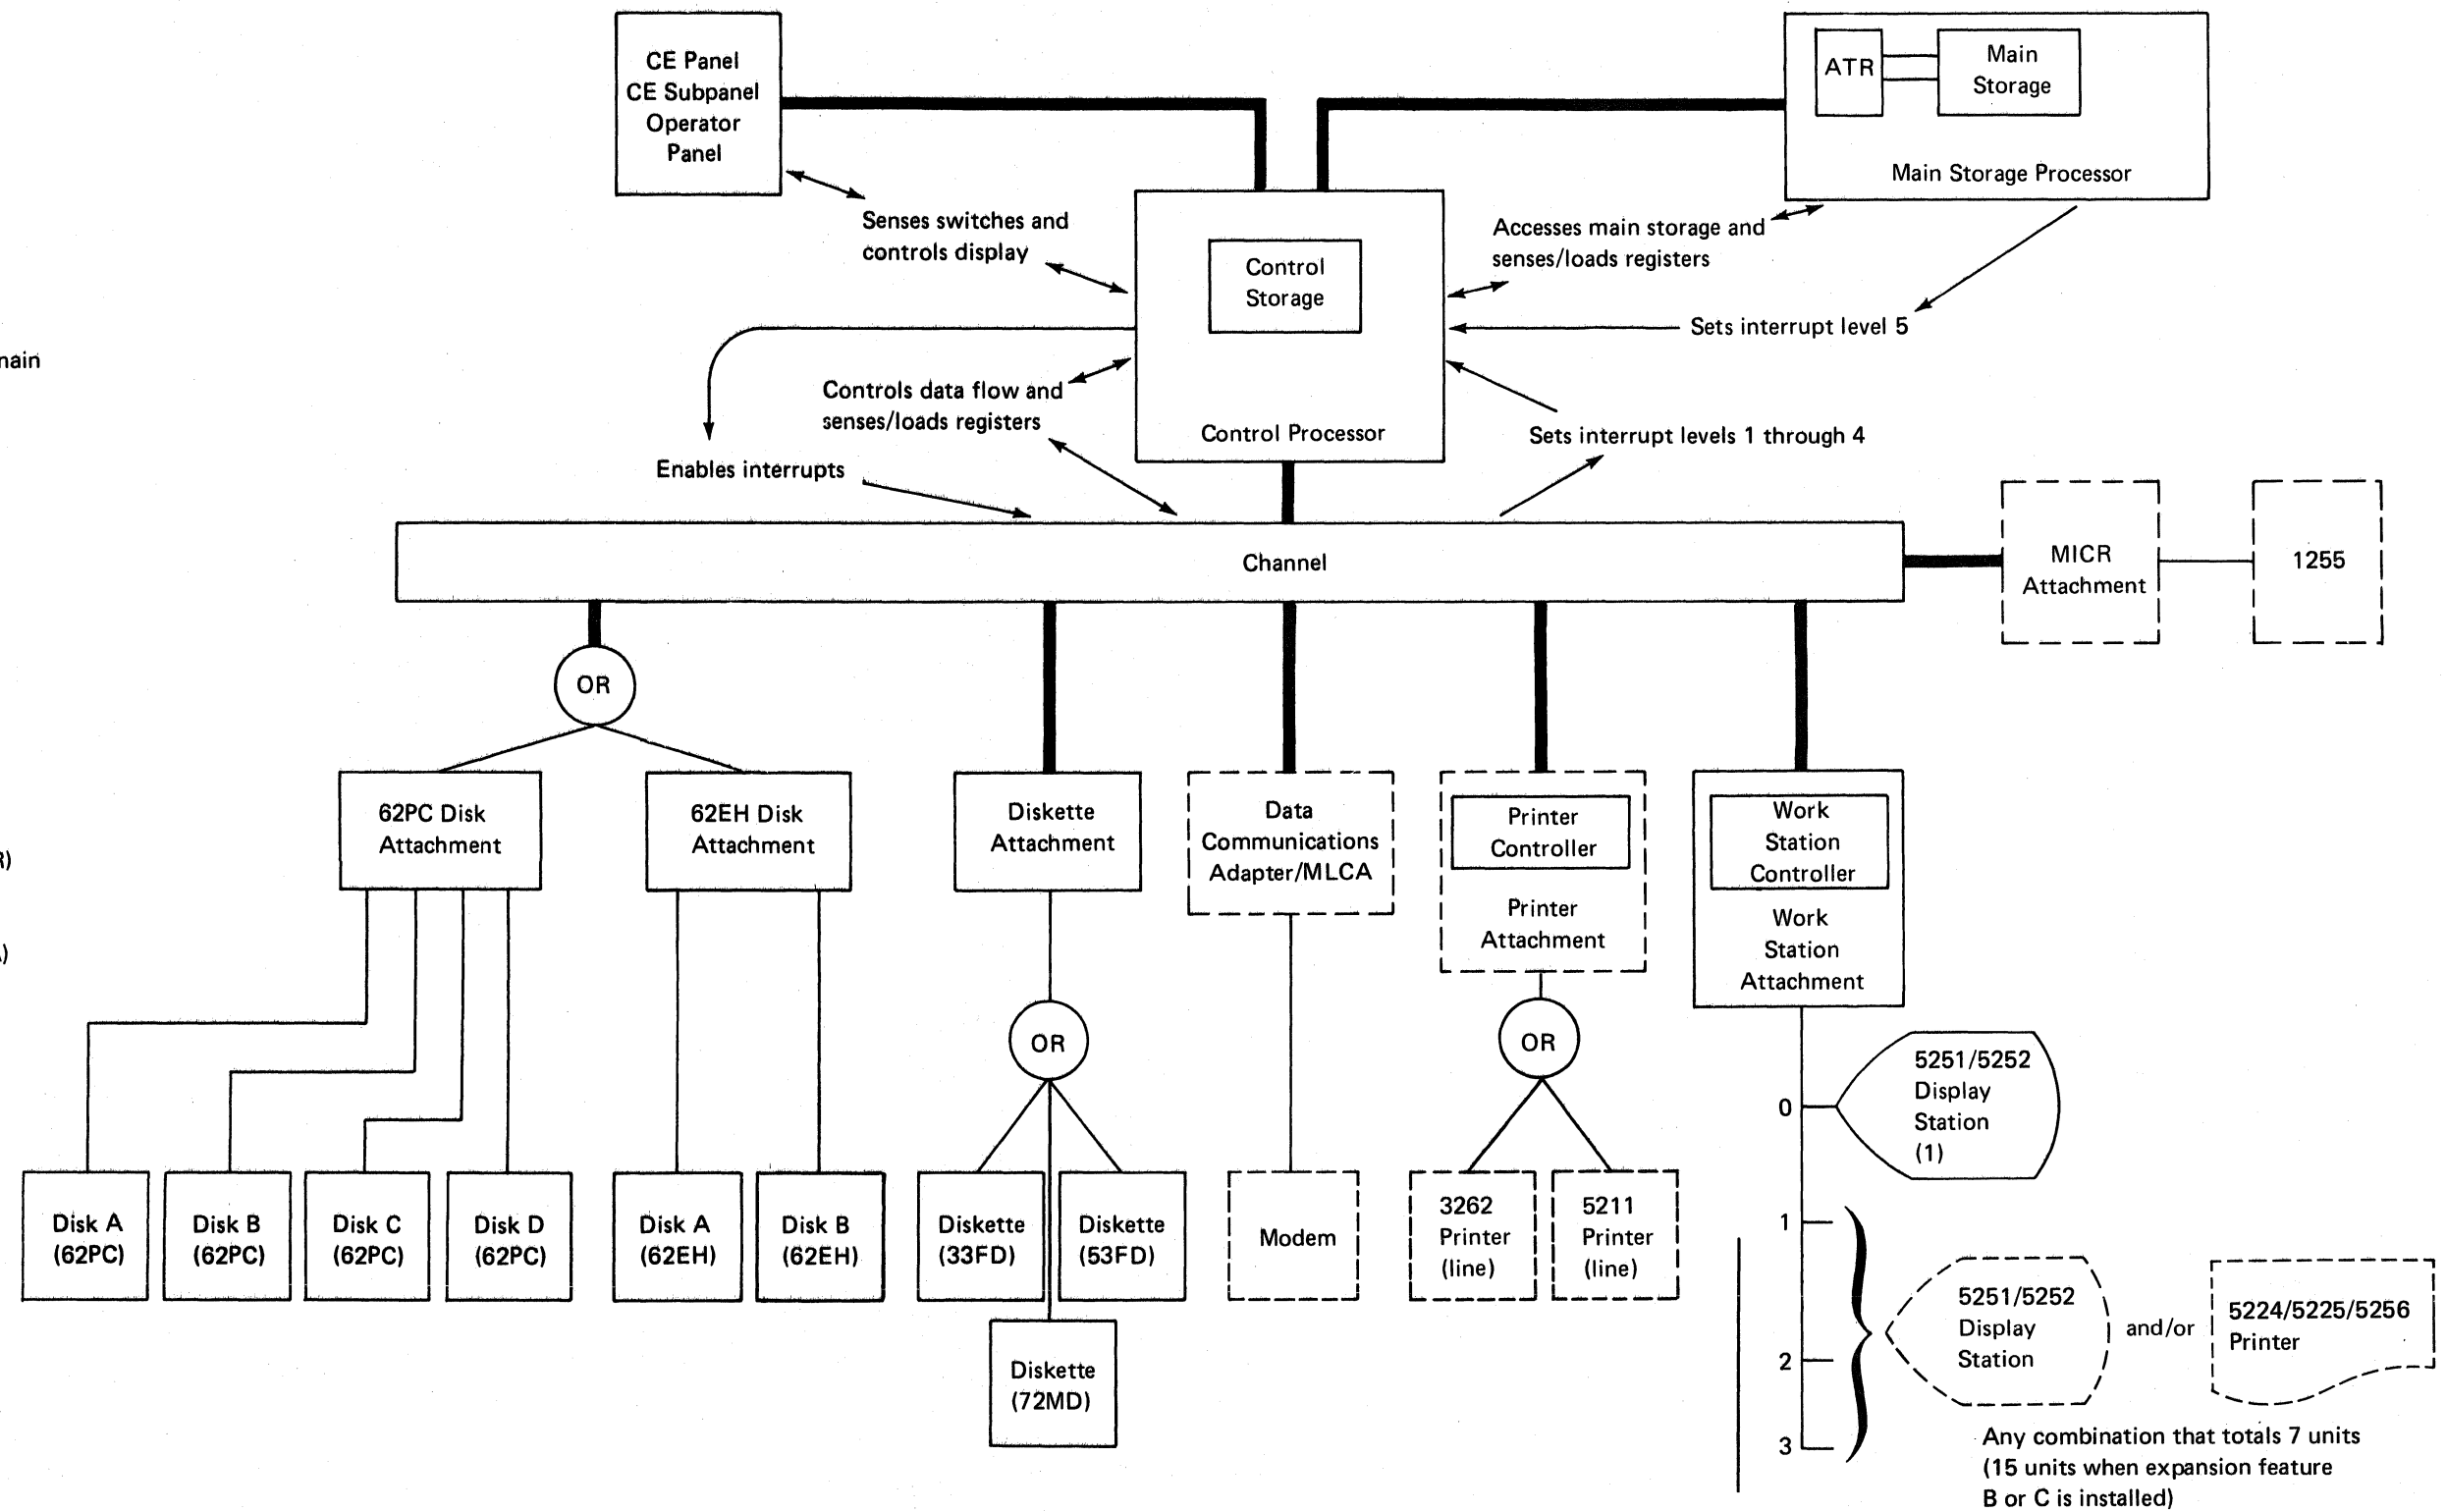 CE Panel
CE Subpanel
Operator
Panel
ATR
Main
Storage
Main Storage Processor
Senses switches and
controls display
Control
Storage
Control Processor
Accesses main storage and
senses/loads registers
Sets interrupt level 5
Controls data flow and
senses/loads registers
Sets interrupt levels 1 through 4
Enables interrupts
Channel
MICR
Attachment
1255
OR
62PC Disk
Attachment
62EH Disk
Attachment
Diskette
Attachment
Data
Communications
Adapter/MLCA
Printer
Controller
Printer
Attachment
Work
Station
Controller
Work
Station
Attachment
OR
OR
5251/5252
Display
Station
(1)
0
Disk A
(62PC)
Disk B
(62PC)
Disk C
(62PC)
Disk D
(62PC)
Disk A
(62EH)
Disk B
(62EH)
Diskette
(33FD)
Diskette
(53FD)
Diskette
(72MD)
Modem
3262
Printer
(line)
5211
Printer
(line)
1
2
3
5251/5252
Display
Station
and/or
5224/5225/5256
Printer
Any combination that totals 7 units
(15 units when expansion feature
B or C is installed)